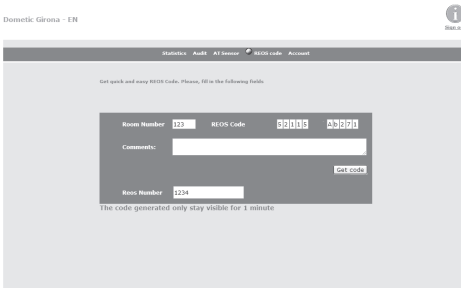 Dometic Girona - EN
Statistics Audit AT Sensor REOS code Account
Get quick and easy REOS Code. Please, fill in the following fields
Room Number 123 REOS Code 5 2 1 1 5 A b 2 7 1
Comments:
Get code
Reos Number 1234
The code generated only stay visible for 1 minute